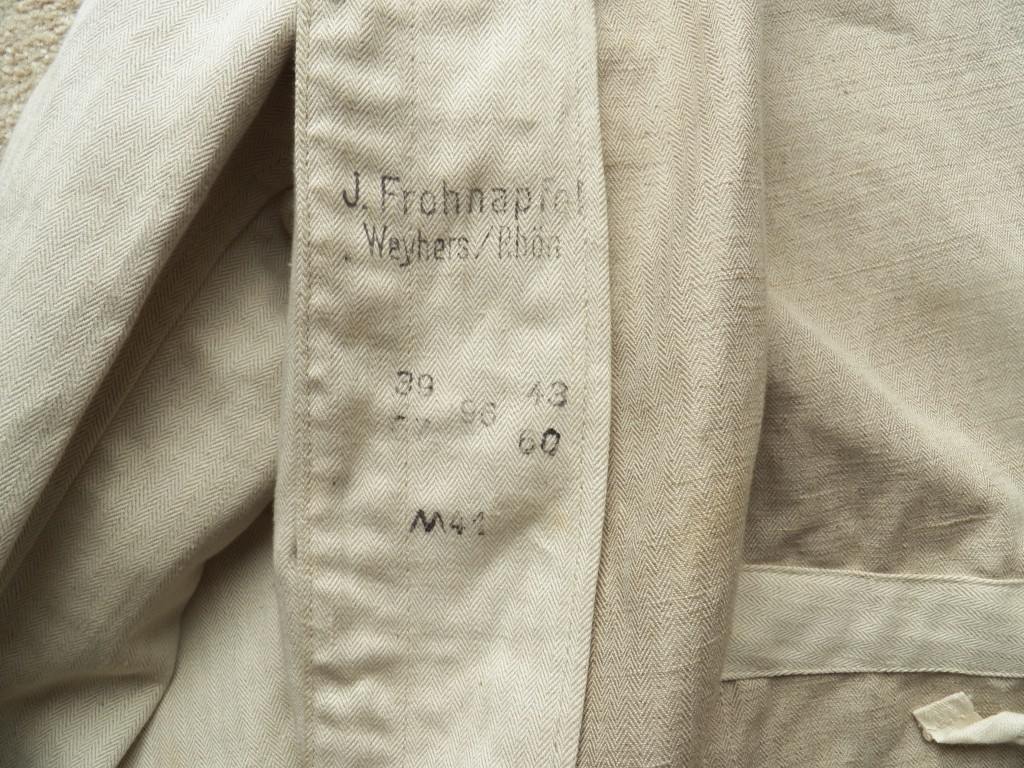 J. Frohnapfel
Weyhers/Rhön
39 43
96
60
M41